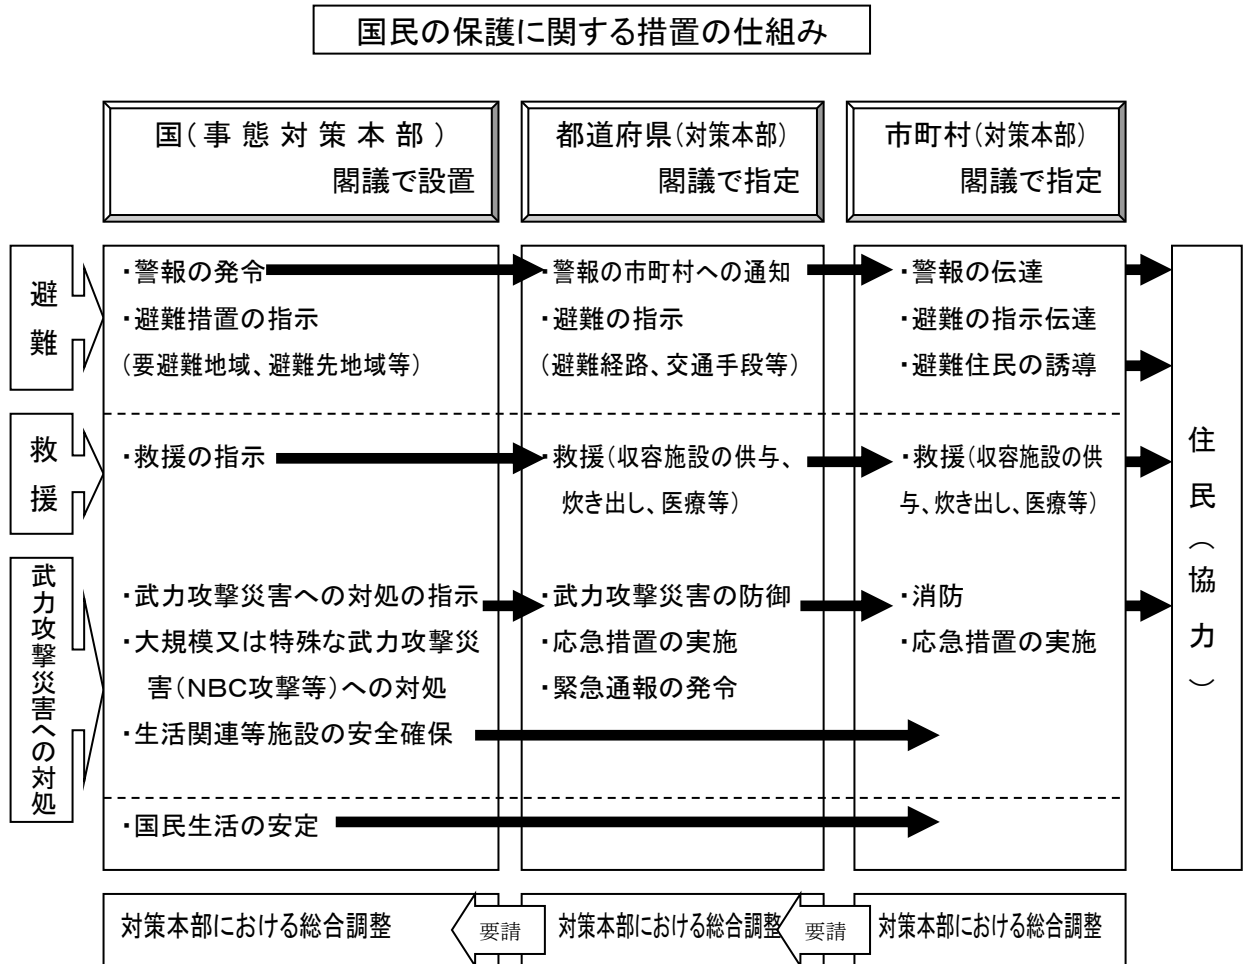 国民の保護に関する措置の仕組み
国(事態対策本部)
閣議で設置
都道府県(対策本部)
閣議で指定
市町村(対策本部)
閣議で指定
避難
・警報の発令
・避難措置の指示
(要避難地域、避難先地域等)
・警報の市町村への通知
・避難の指示
(避難経路、交通手段等)
・警報の伝達
・避難の指示伝達
・避難住民の誘導
救援
・救援の指示
・救援(収容施設の供与、
炊き出し、医療等)
・救援(収容施設の供
与、炊き出し、医療等)
武力攻撃災害への対処
・武力攻撃災害への対処の指示
・大規模又は特殊な武力攻撃災
害(NBC攻撃等)への対処
・生活関連等施設の安全確保
・武力攻撃災害の防御
・応急措置の実施
・緊急通報の発令
・消防
・応急措置の実施
・国民生活の安定
住民(協力)
対策本部における総合調整
要請
対策本部における総合調整
要請
対策本部における総合調整